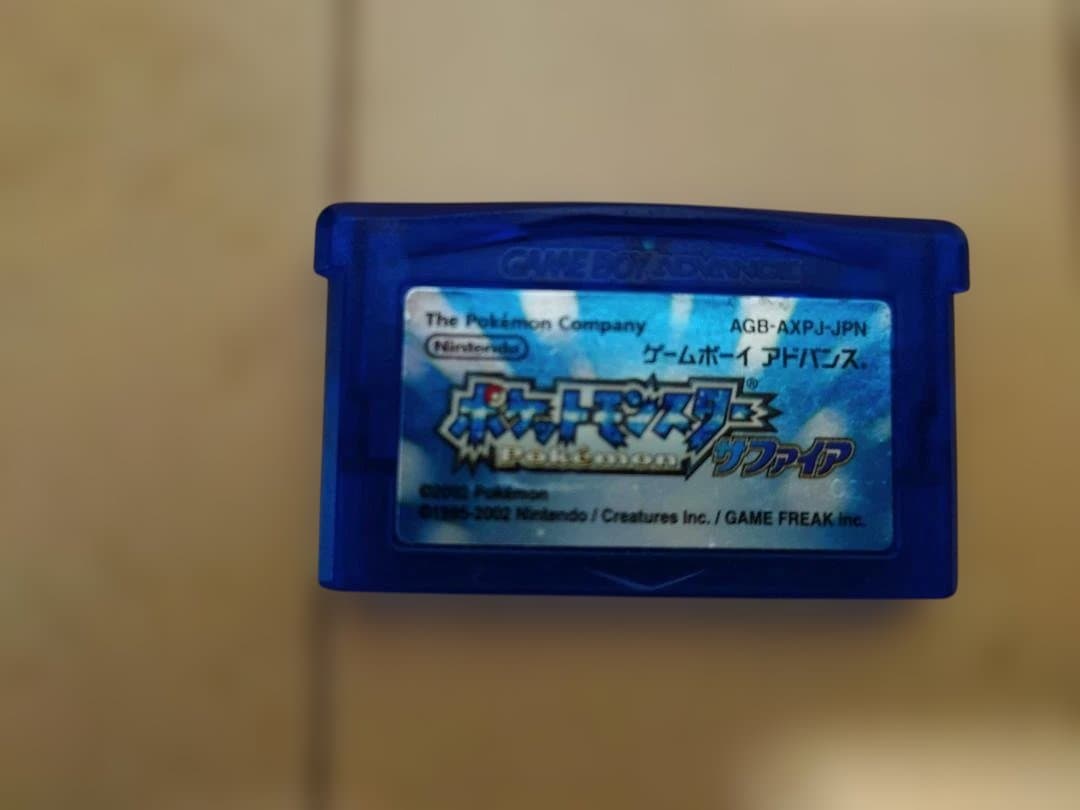 GAME BOY ADVANCE
The Pokémon Company
AGB-AXPJ-JPN
Nintendo
ゲームボーイ アドバンス®
ポケットモンスター®
Pokémon サファイア
©2002 Pokémon
©1995-2002 Nintendo / Creatures Inc. / GAME FREAK inc.